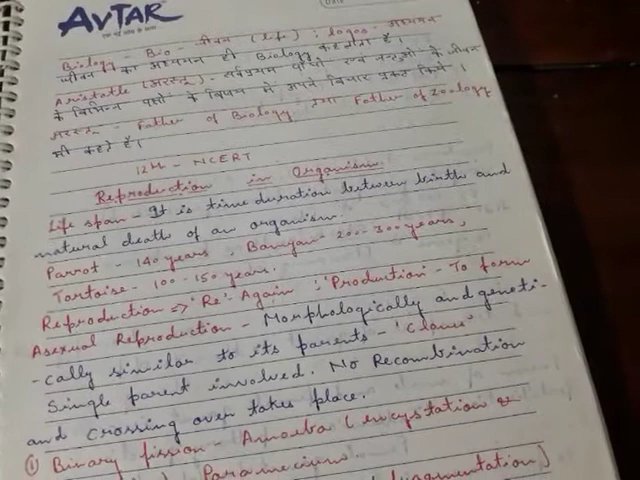 AVTAR
Biology - Bio - जीवन (life) : logos - अध्ययन
जीवन का अध्ययन ही Biology कहलाता है।
Aristotle (अरस्तू) - सर्वप्रथम पौधों एवं जन्तुओं के जीवन
के विभिन्न पक्षों के विषय में अपने विचार प्रकट किये।
अरस्तू - Father of Biology तथा Father of Zoology
भी कहते हैं।
12th - NCERT
Reproduction in Organism
Life span - It is time duration between birth and
natural death of an organism.
Parrot - 140 years, Banyan - 200-300 years,
Tortoise - 100-150 years.
Reproduction => 'Re' - Again : 'Production - To form
Asexual Reproduction - Morphologically and geneti-
-cally similar to its parents - 'Clause'
Single parent involved. No Recombination
and crossing over takes place.
① Binary fission - Amoeba (encystation &
Paramecium
fragmentation)